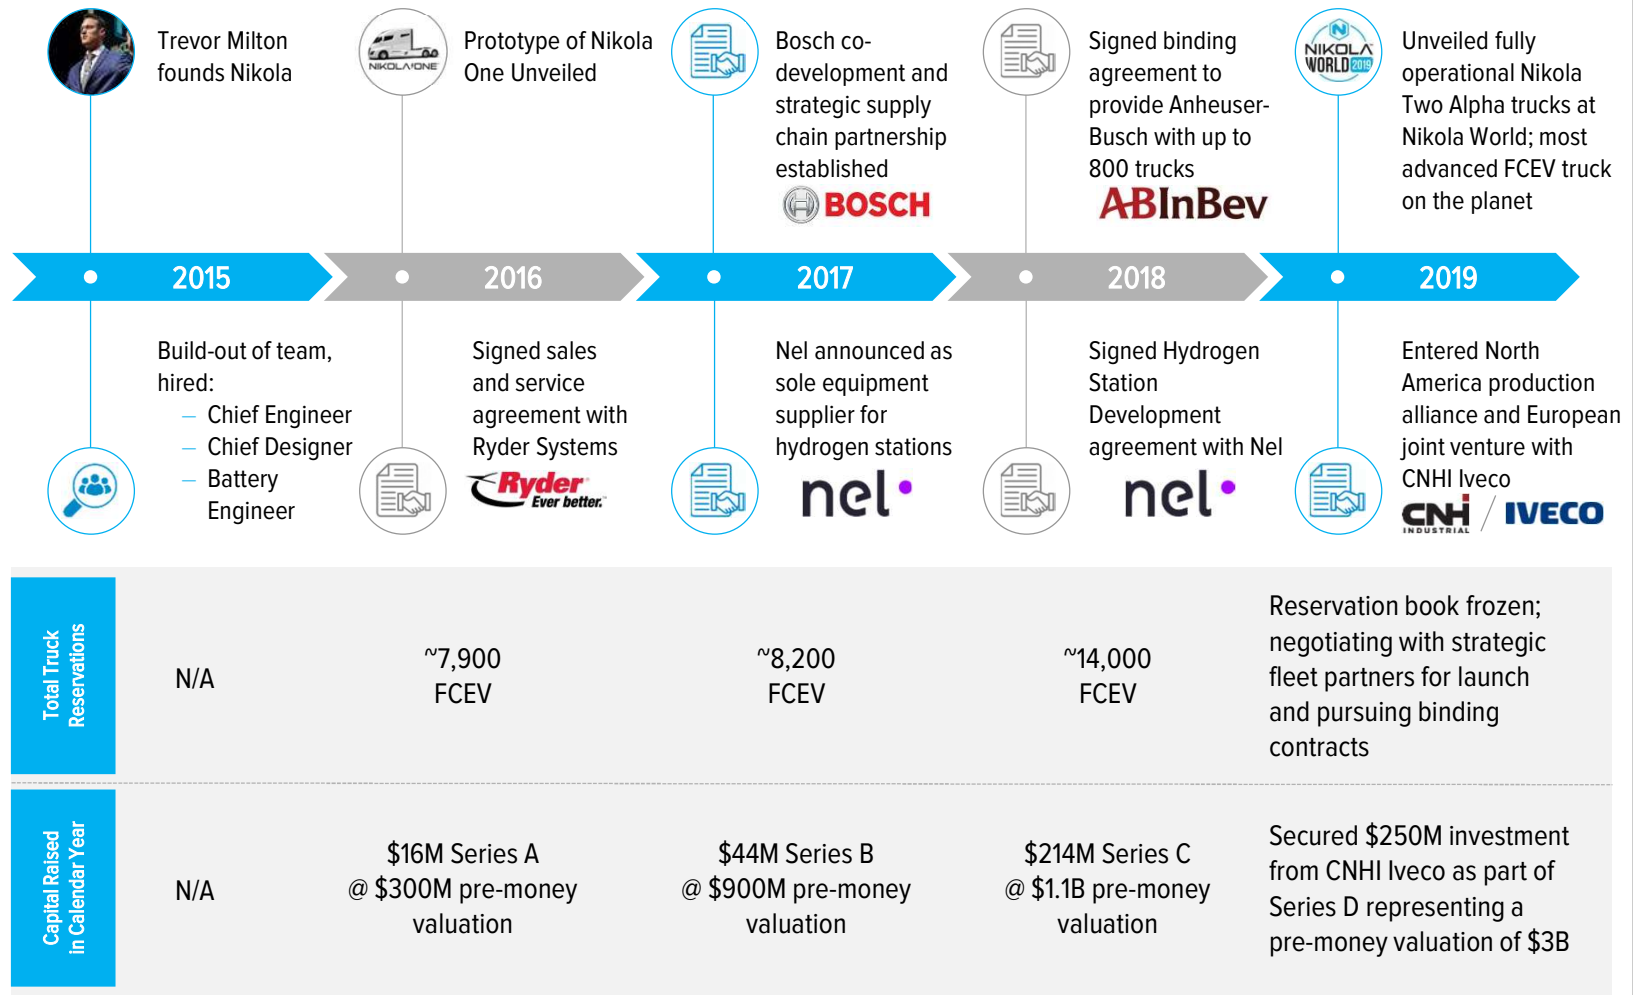 Trevor Milton
founds Nikola
NIKOLA ONE
Prototype of Nikola
One Unveiled
Bosch co-
development and
strategic supply
chain partnership
established
BOSCH
Signed binding
agreement to
provide Anheuser-
Busch with up to
800 trucks
ABInBev
NIKOLA
WORLD 2019
Unveiled fully
operational Nikola
Two Alpha trucks at
Nikola World; most
advanced FCEV truck
on the planet
2015
2016
2017
2018
2019
Build-out of team,
hired:
– Chief Engineer
– Chief Designer
– Battery
Engineer
Signed sales
and service
agreement with
Ryder Systems
Ryder
Ever better.™
Nel announced as
sole equipment
supplier for
hydrogen stations
nel
Signed Hydrogen
Station
Development
agreement with Nel
nel
Entered North
America production
alliance and European
joint venture with
CNHI Iveco
CNH
INDUSTRIAL
IVECO
Total Truck
Reservations
N/A
~7,900
FCEV
~8,200
FCEV
~14,000
FCEV
Reservation book frozen;
negotiating with strategic
fleet partners for launch
and pursuing binding
contracts
Capital Raised
in Calendar Year
N/A
$16M Series A
@ $300M pre-money
valuation
$44M Series B
@ $900M pre-money
valuation
$214M Series C
@ $1.1B pre-money
valuation
Secured $250M investment
from CNHI Iveco as part of
Series D representing a
pre-money valuation of $3B